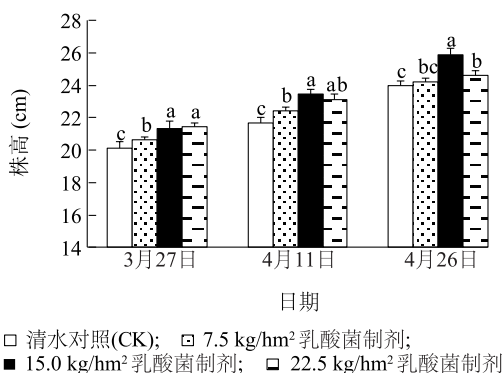 28
26
24
22
20
18
16
14
株高 (cm)
c b a a
c b a ab
c bc a b
3月27日 4月11日 4月26日
日期
清水对照(CK); 7.5 kg/hm² 乳酸菌制剂;
15.0 kg/hm² 乳酸菌制剂; 22.5 kg/hm² 乳酸菌制剂